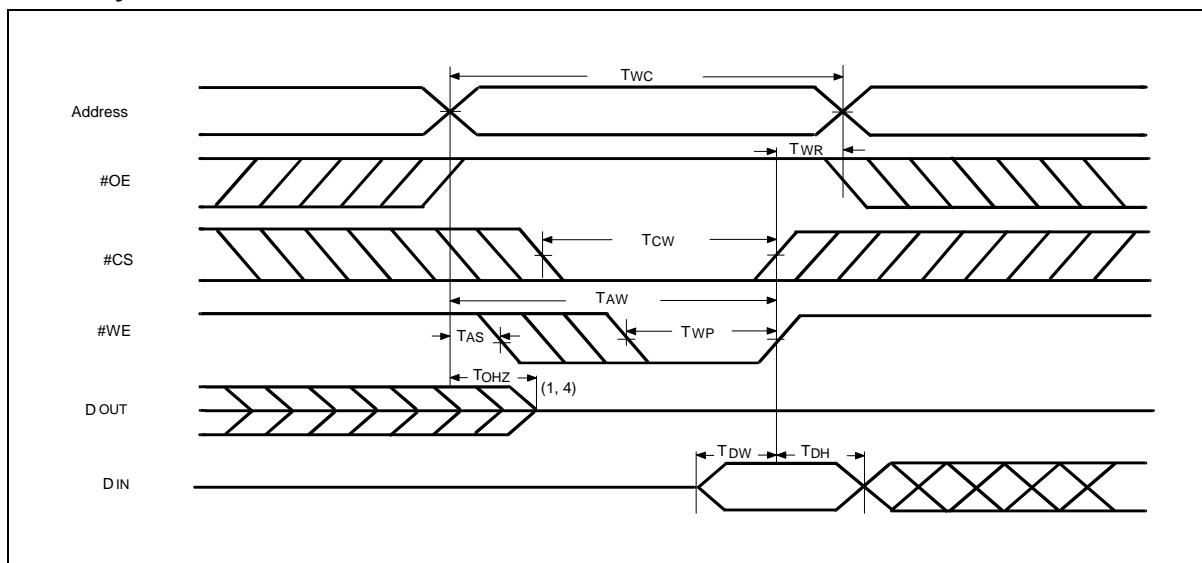 TWC
Address
TWR
#OE
TCW
#CS
TAW
#WE
TAS
TWP
TOHZ
(1, 4)
D OUT
TDW
TDH
D IN